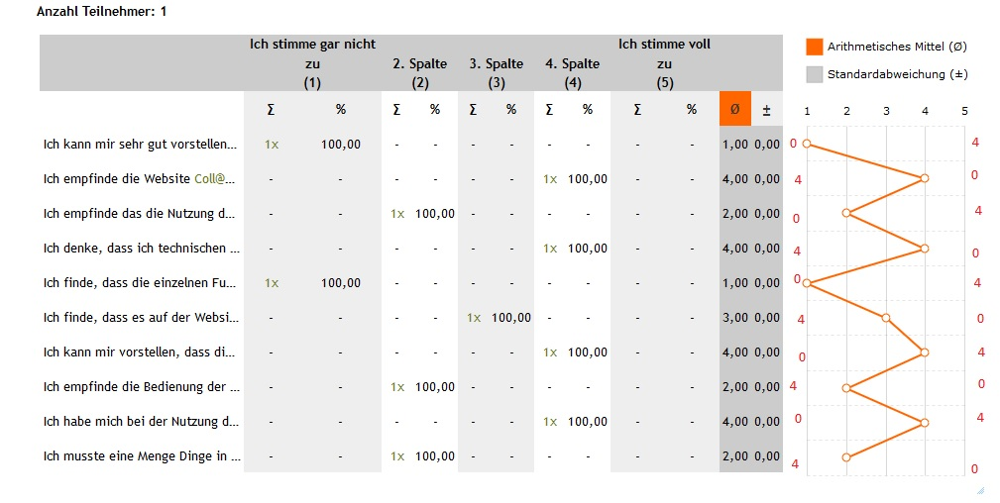 Anzahl Teilnehmer: 1
Ich stimme gar nicht zu (1) 2. Spalte (2) 3. Spalte (3) 4. Spalte (4) Ich stimme voll zu (5)
Arithmetisches Mittel (Ø)
Standardabweichung (±)
Σ % Σ % Σ % Σ % Σ % Ø ± 1 2 3 4 5
Ich kann mir sehr gut vorstellen... 1x 100,00 - - - - - - - - 1,00 0,00 0 4
Ich empfinde die Website Coll@... - - - - - - 1x 100,00 - - 4,00 0,00 4 0
Ich empfinde das die Nutzung d... - - 1x 100,00 - - - - - - 2,00 0,00 0 4
Ich denke, dass ich technischen ... - - - - - - 1x 100,00 - - 4,00 0,00 4 0
Ich finde, dass die einzelnen Fu... 1x 100,00 - - - - - - - - 1,00 0,00 0 4
Ich finde, dass es auf der Websi... - - - - 1x 100,00 - - - - 3,00 0,00 4 0
Ich kann mir vorstellen, dass di... - - - - - - 1x 100,00 - - 4,00 0,00 0 4
Ich empfinde die Bedienung der ... - - 1x 100,00 - - - - - - 2,00 0,00 4 0
Ich habe mich bei der Nutzung d... - - - - - - 1x 100,00 - - 4,00 0,00 0 4
Ich musste eine Menge Dinge in ... - - 1x 100,00 - - - - - - 2,00 0,00 4 0